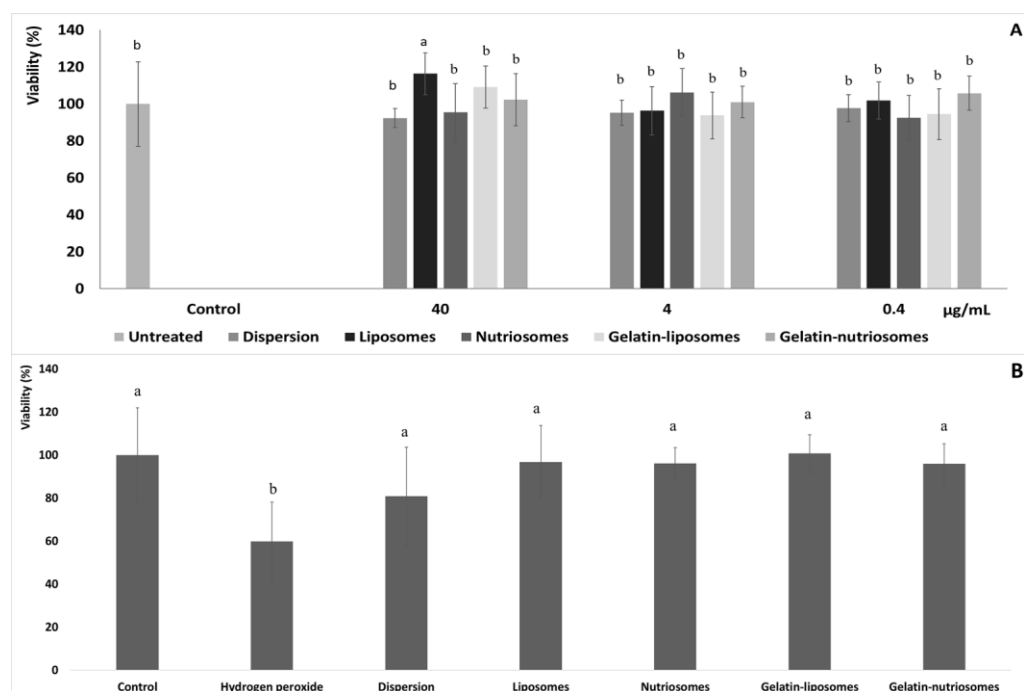 A
Viability (%)
140
120
100
80
60
40
20
0
b
b
a
b
b
b
b
b
b
b
b
b
b
b
b
b
Control 40 4 0.4 µg/mL
Untreated Dispersion Liposomes Nutriosomes Gelatin-liposomes Gelatin-nutriosomes
B
Viability (%)
140
120
100
80
60
40
20
0
a
b
a
a
a
a
a
Control Hydrogen peroxide Dispersion Liposomes Nutriosomes Gelatin-liposomes Gelatin-nutriosomes